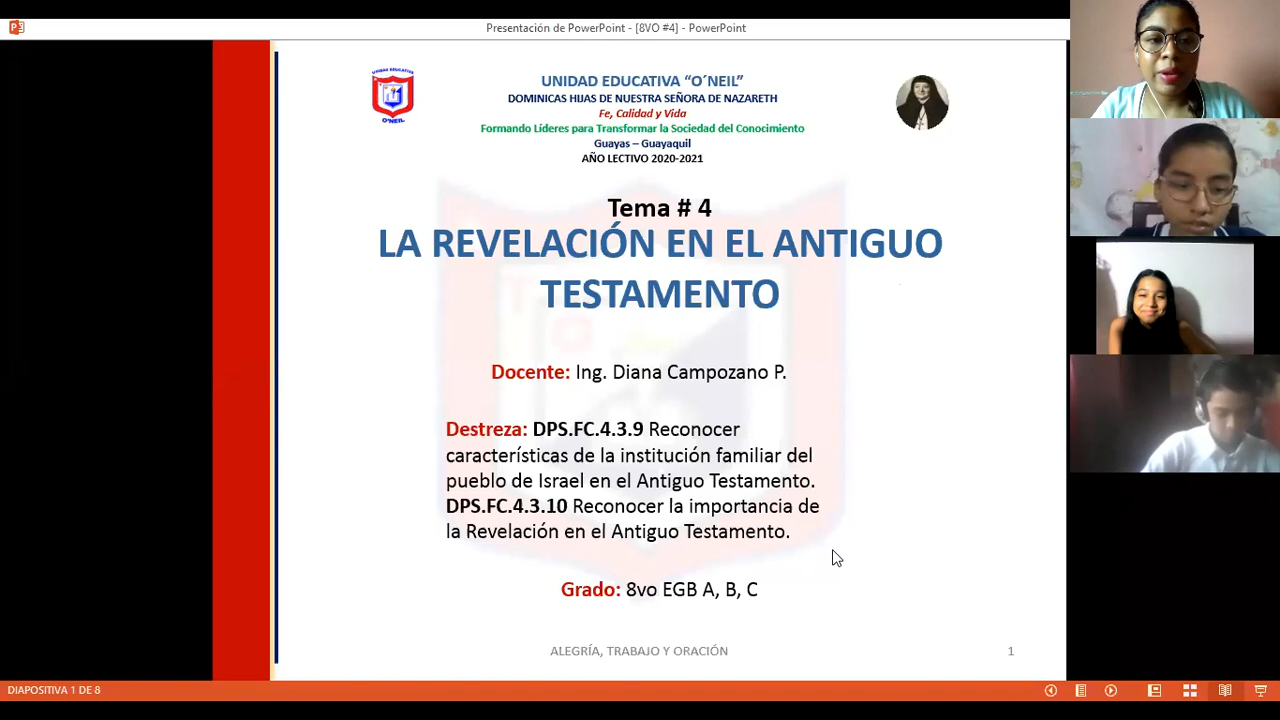 Presentación de PowerPoint - [8VO #4] - PowerPoint
UNIDAD EDUCATIVA
O´NEIL
UNIDAD EDUCATIVA “O´NEIL”
DOMINICAS HIJAS DE NUESTRA SEÑORA DE NAZARETH
Fe, Calidad y Vida
Formando Líderes para Transformar la Sociedad del Conocimiento
Guayas – Guayaquil
AÑO LECTIVO 2020-2021
Tema # 4
LA REVELACIÓN EN EL ANTIGUO
TESTAMENTO
Docente: Ing. Diana Campozano P.
Destreza: DPS.FC.4.3.9 Reconocer
características de la institución familiar del
pueblo de Israel en el Antiguo Testamento.
DPS.FC.4.3.10 Reconocer la importancia de
la Revelación en el Antiguo Testamento.
Grado: 8vo EGB A, B, C
ALEGRÍA, TRABAJO Y ORACIÓN
1
DIAPOSITIVA 1 DE 8